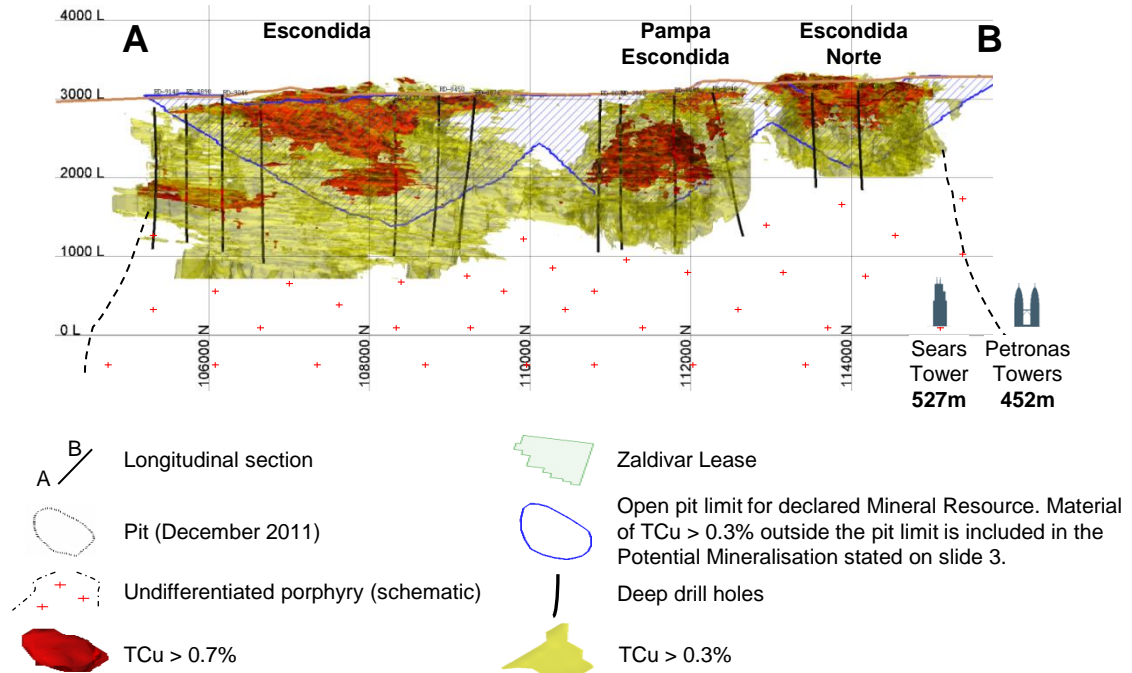 4000 L
A
Escondida
Pampa
Escondida
Escondida
Norte
B
3000 L
2000 L
1000 L
0 L
106000 N
108000 N
110000 N
112000 N
114000 N
Sears
Tower
527m
Petronas
Towers
452m
A
B
Longitudinal section
Zaldivar Lease
Pit (December 2011)
Open pit limit for declared Mineral Resource. Material
of TCu > 0.3% outside the pit limit is included in the
Potential Mineralisation stated on slide 3.
Undifferentiated porphyry (schematic)
Deep drill holes
TCu > 0.7%
TCu > 0.3%